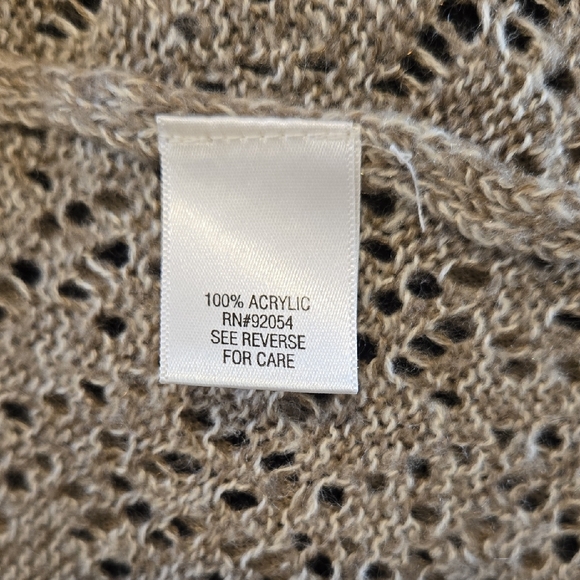 100% ACRYLIC
RN#92054
SEE REVERSE
FOR CARE